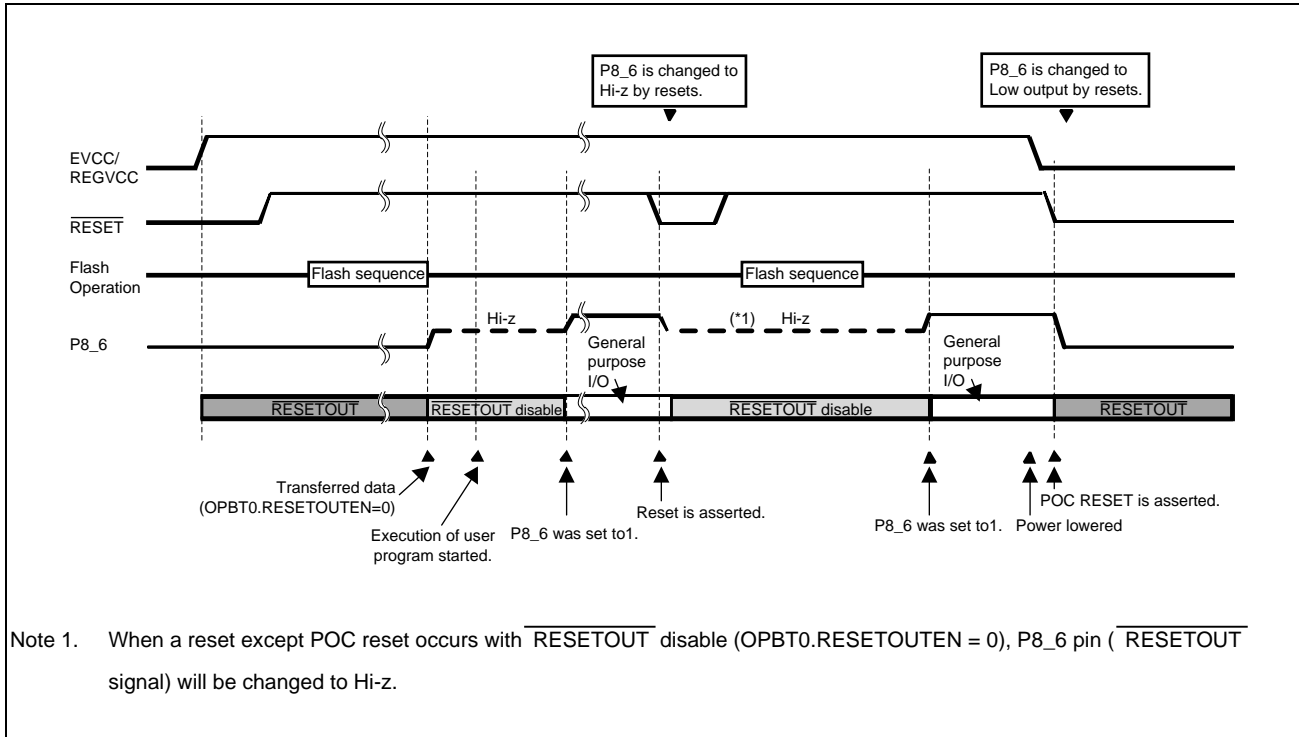 P8_6 is changed to
Hi-z by resets.
P8_6 is changed to
Low output by resets.
EVCC/
REGVCC
RESET
Flash
Operation
Flash sequence
Flash sequence
P8_6
Hi-z
General
purpose
I/O
(*1) Hi-z
General
purpose
I/O
RESETOUT
RESETOUT disable
RESETOUT disable
RESETOUT
Transferred data
(OPBT0.RESETOUTEN=0)
Execution of user
program started.
P8_6 was set to1.
Reset is asserted.
P8_6 was set to1.
Power lowered
POC RESET is asserted.
Note 1. When a reset except POC reset occurs with RESETOUT disable (OPBT0.RESETOUTEN = 0), P8_6 pin ( RESETOUT
signal) will be changed to Hi-z.